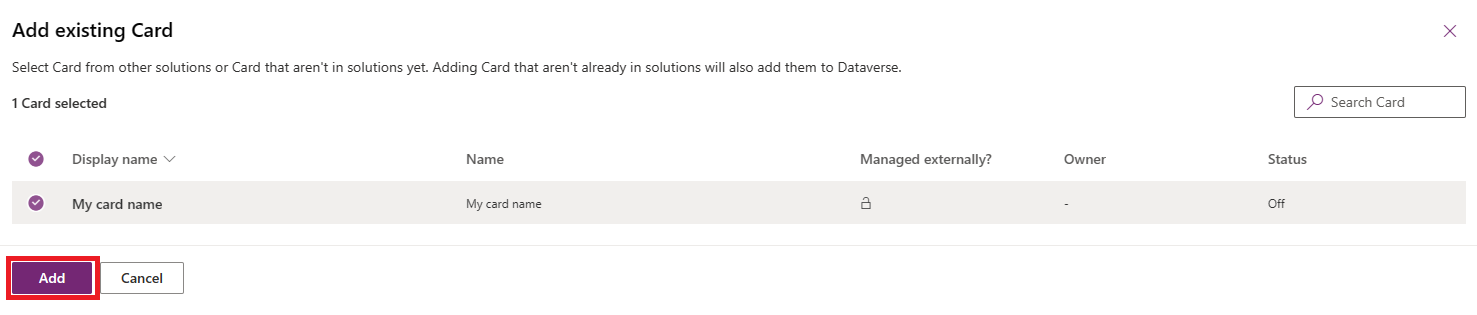 Add existing Card
Select Card from other solutions or Card that aren't in solutions yet. Adding Card that aren't already in solutions will also add them to Dataverse.
1 Card selected
Search Card
Display name Name Managed externally? Owner Status
My card name My card name - Off
Add Cancel